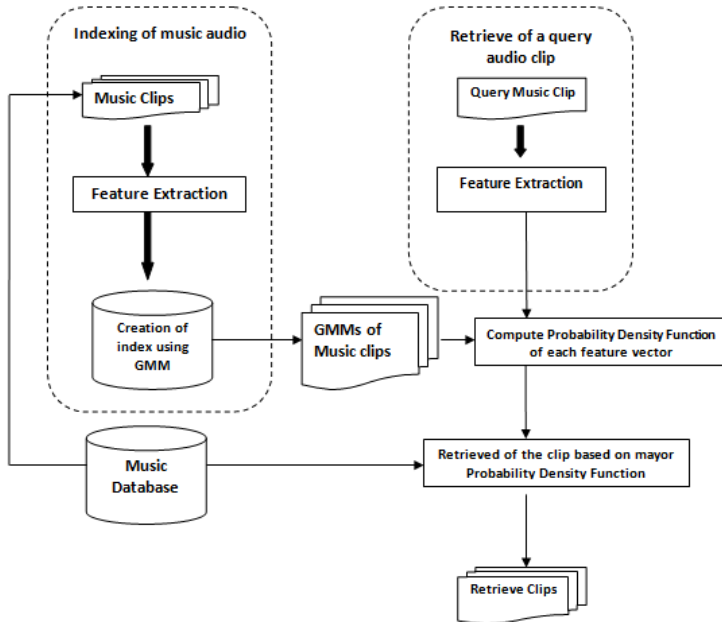 Indexing of music audio
Music Clips
Feature Extraction
Creation of
index using
GMM
GMMs of
Music clips
Music
Database
Retrieve of a query
audio clip
Query Music Clip
Feature Extraction
Compute Probability Density Function
of each feature vector
Retrieved of the clip based on mayor
Probability Density Function
Retrieve Clips